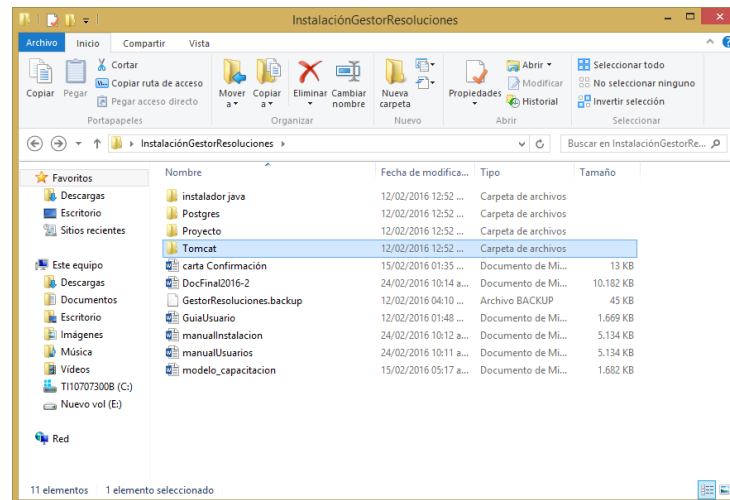 InstalaciónGestorResoluciones
Archivo Inicio Compartir Vista
Copiar Pegar Cortar Copiar ruta de acceso Pegar acceso directo
Mover a Copiar a Eliminar Cambiar nombre
Nueva carpeta
Propiedades Abrir Modificar Historial
Seleccionar todo No seleccionar ninguno Invertir selección
Portapapeles Organizar Nuevo Abrir Seleccionar
InstalaciónGestorResoluciones Buscar en InstalaciónGestorRe...
Nombre Fecha de modifica... Tipo Tamaño
Favoritos
Descargas
Escritorio
Sitios recientes
Este equipo
Descargas
Documentos
Escritorio
Imágenes
Música
Vídeos
TI10707300B (C:)
Nuevo vol (E:)
Red
instalador java 12/02/2016 12:52 ... Carpeta de archivos
Postgres 12/02/2016 12:52 ... Carpeta de archivos
Proyecto 12/02/2016 12:52 ... Carpeta de archivos
Tomcat 12/02/2016 12:52 ... Carpeta de archivos
carta Confirmación 15/02/2016 01:35 ... Documento de Mi... 13 KB
DocFinal2016-2 24/02/2016 10:14 a... Documento de Mi... 10.182 KB
GestorResoluciones.backup 12/02/2016 04:10 ... Archivo BACKUP 45 KB
GuiaUsuario 12/02/2016 01:48 ... Documento de Mi... 1.669 KB
manualInstalacion 24/02/2016 10:12 a... Documento de Mi... 5.134 KB
manualUsuarios 24/02/2016 10:11 a... Documento de Mi... 5.134 KB
modelo_capacitacion 15/02/2016 05:17 a... Documento de Mi... 1.682 KB
11 elementos 1 elemento seleccionado